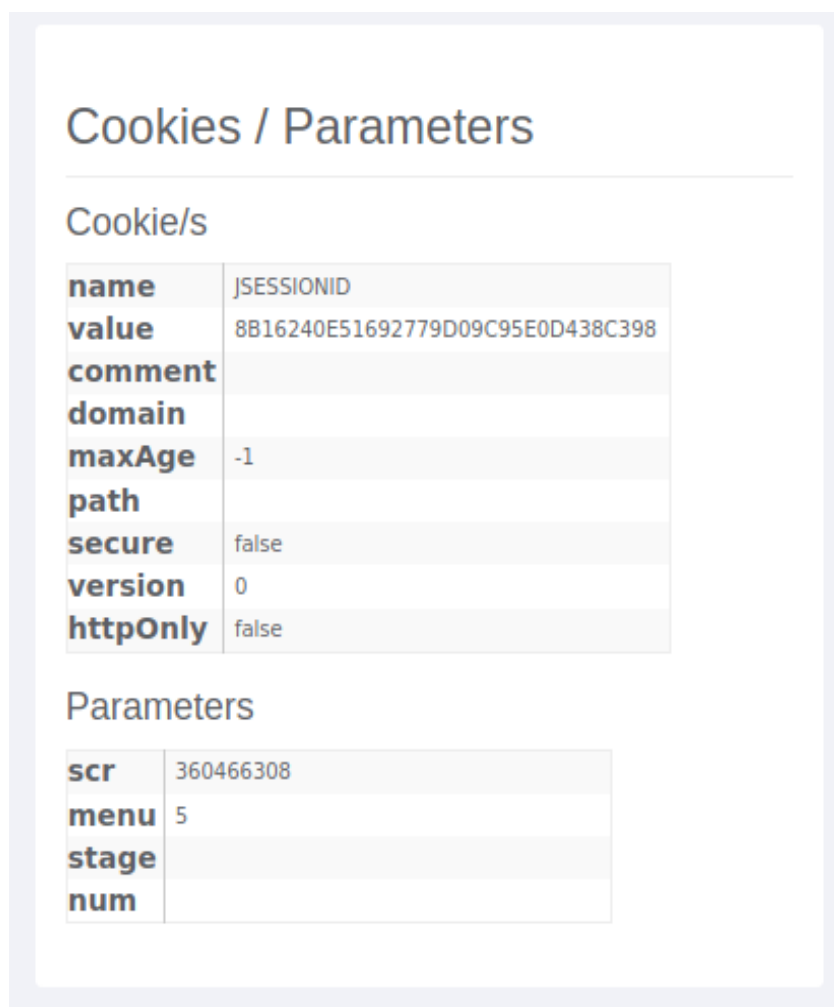 Cookies / Parameters
Cookie/s
name JSESSIONID
value 8B16240E51692779D09C95E0D438C398
comment
domain
maxAge -1
path
secure false
version 0
httpOnly false
Parameters
scr 360466308
menu 5
stage
num